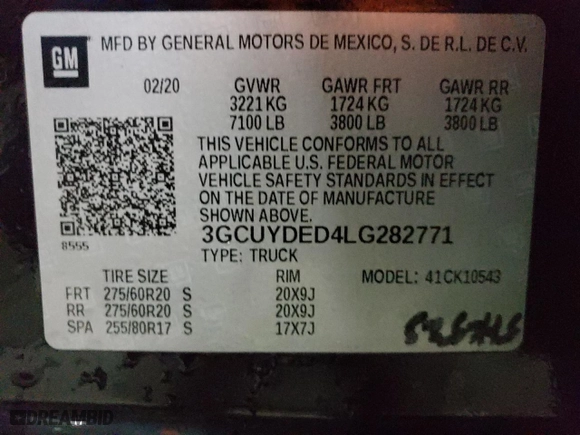 GM
MFD BY GENERAL MOTORS DE MEXICO, S. DE R.L. DE C.V.
02/20 GVWR GAWR FRT GAWR RR
3221 KG 1724 KG 1724 KG
7100 LB 3800 LB 3800 LB
THIS VEHICLE CONFORMS TO ALL
APPLICABLE U.S. FEDERAL MOTOR
VEHICLE SAFETY STANDARDS IN EFFECT
ON THE DATE OF MANUFACTURE
SHOWN ABOVE.
8555
3GCUYDED4LG282771
TYPE: TRUCK
TIRE SIZE RIM MODEL: 41CK10543
FRT 275/60R20 S 20X9J
RR 275/60R20 S 20X9J
SPA 255/80R17 S 17X7J
DREAMBID